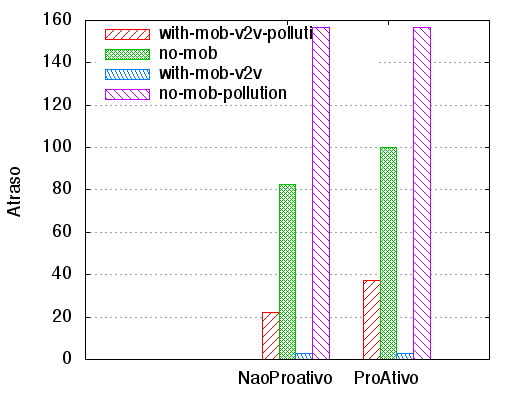 160
140
120
100
80
60
40
20
0
Atraso
with-mob-v2v-polluti
no-mob
with-mob-v2v
no-mob-pollution
NaoProativo ProAtivo